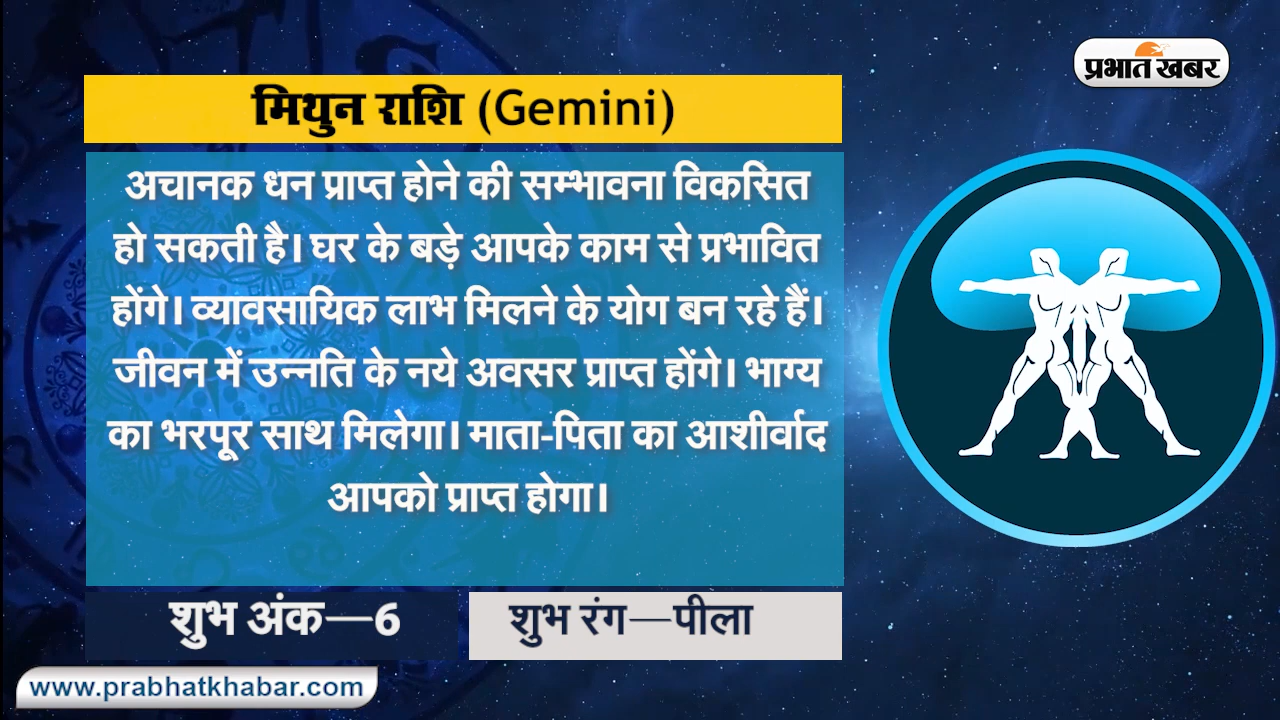 प्रभात खबर
मिथुन राशि (Gemini)
अचानक धन प्राप्त होने की सम्भावना विकसित
हो सकती है। घर के बड़े आपके काम से प्रभावित
होंगे। व्यावसायिक लाभ मिलने के योग बन रहे हैं।
जीवन में उन्नति के नये अवसर प्राप्त होंगे। भाग्य
का भरपूर साथ मिलेगा। माता-पिता का आशीर्वाद
आपको प्राप्त होगा।
शुभ अंक—6
शुभ रंग—पीला
www.prabhatkhabar.com